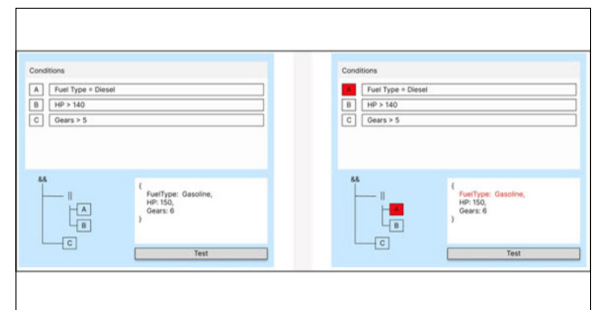 Conditions
A Fuel Type = Diesel
B HP > 140
C Gears > 5
&&
||
A
B
C
{
FuelType: Gasoline,
HP: 150,
Gears: 6
}
Test
Conditions
A Fuel Type = Diesel
B HP > 140
C Gears > 5
&&
||
A
B
C
{
FuelType: Gasoline,
HP: 150,
Gears: 6
}
Test